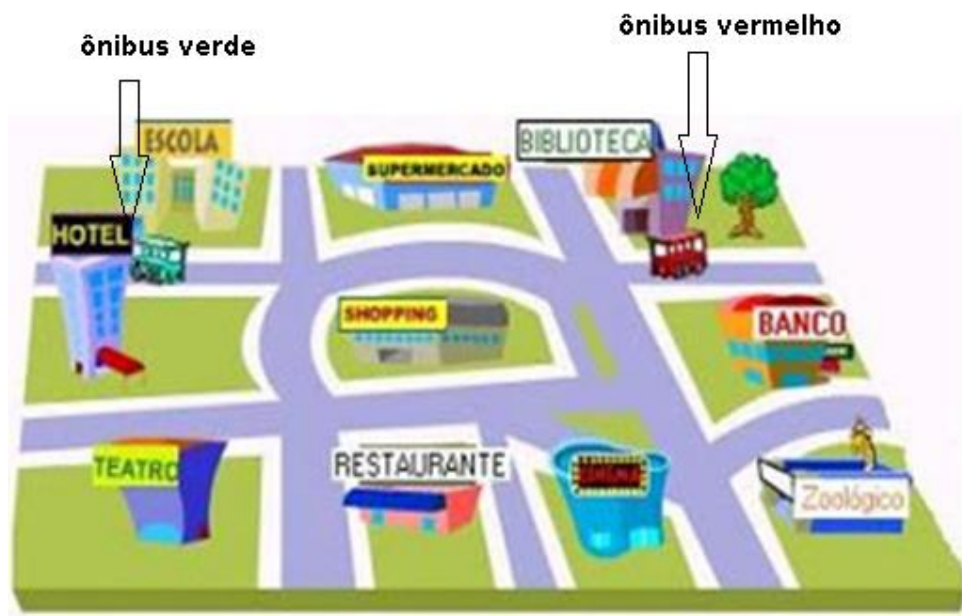 ônibus verde
ônibus vermelho
ESCOLA
SUPERMERCADO
BIBLIOTECA
HOTEL
SHOPPING
BANCO
TEATRO
RESTAURANTE
Zoológico